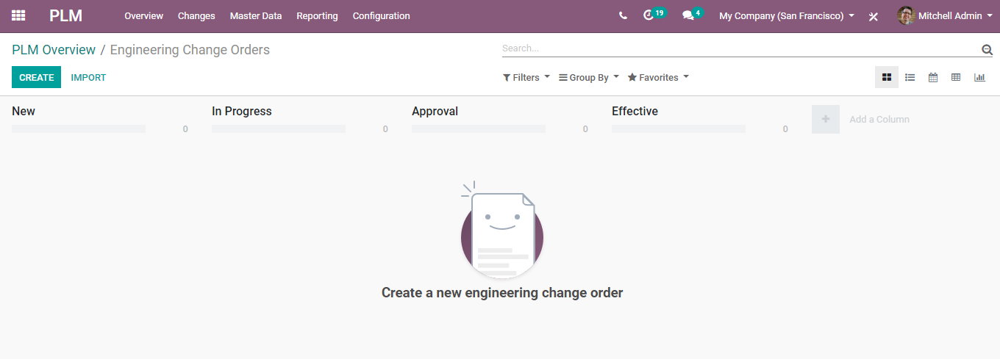 PLM Overview Changes Master Data Reporting Configuration 19 4 My Company (San Francisco) Mitchell Admin
PLM Overview / Engineering Change Orders Search...
CREATE IMPORT Filters Group By Favorites
New In Progress Approval Effective Add a Column
0 0 0 0
Create a new engineering change order